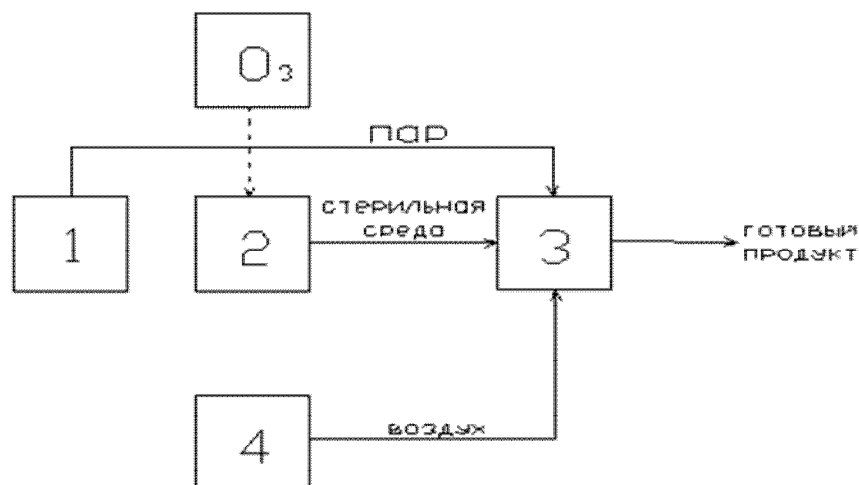 O₃
пар
1
2
стерильная
среда
3
готовый
продукт
4
воздух